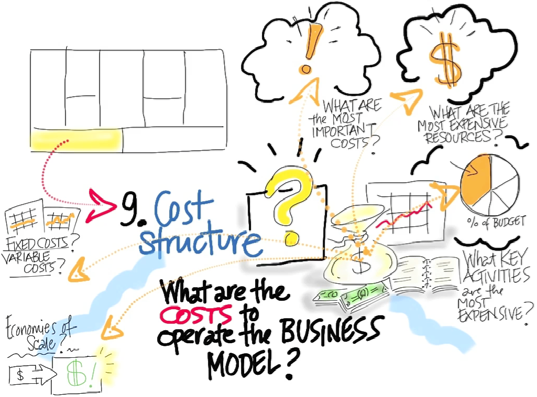 !
WHAT ARE
the MOST
IMPORTANT
COSTS?
$
WHAT ARE THE
MOST EXPENSIVE
RESOURCES?
9. Cost
structure
?
$
% of BUDGET
FIXED COSTS?
VARIABLE
COSTS?
What KEY
ACTIVITIES
are the
MOST
EXPENSIVE?
What are the
COSTS to
operate the BUSINESS
MODEL?
Economies of
Scale?
$
$!